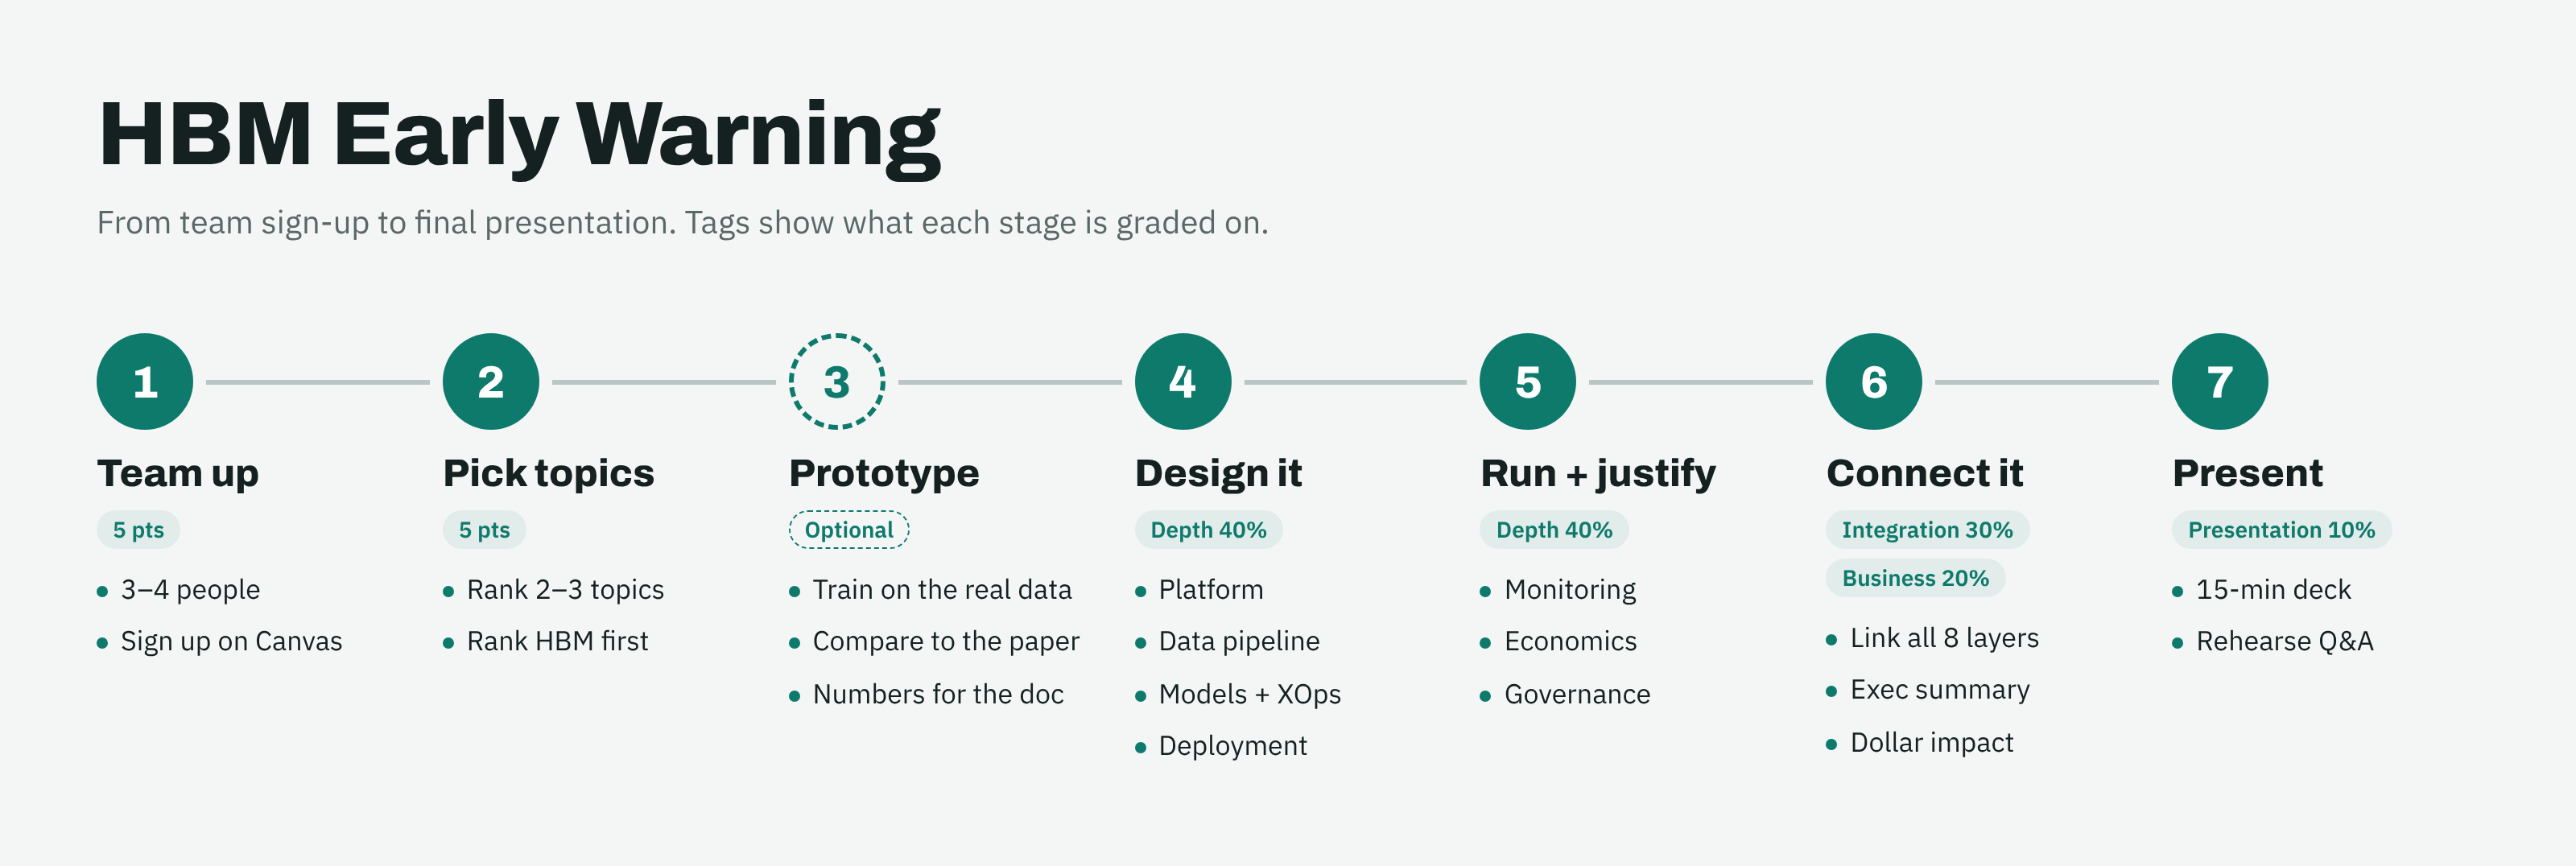 HBM Early Warning
From team sign-up to final presentation. Tags show what each stage is graded on.
1
Team up
5 pts
3–4 people
Sign up on Canvas
2
Pick topics
5 pts
Rank 2–3 topics
Rank HBM first
3
Prototype
Optional
Train on the real data
Compare to the paper
Numbers for the doc
4
Design it
Depth 40%
Platform
Data pipeline
Models + XOps
Deployment
5
Run + justify
Depth 40%
Monitoring
Economics
Governance
6
Connect it
Integration 30%
Business 20%
Link all 8 layers
Exec summary
Dollar impact
7
Present
Presentation 10%
15-min deck
Rehearse Q&A